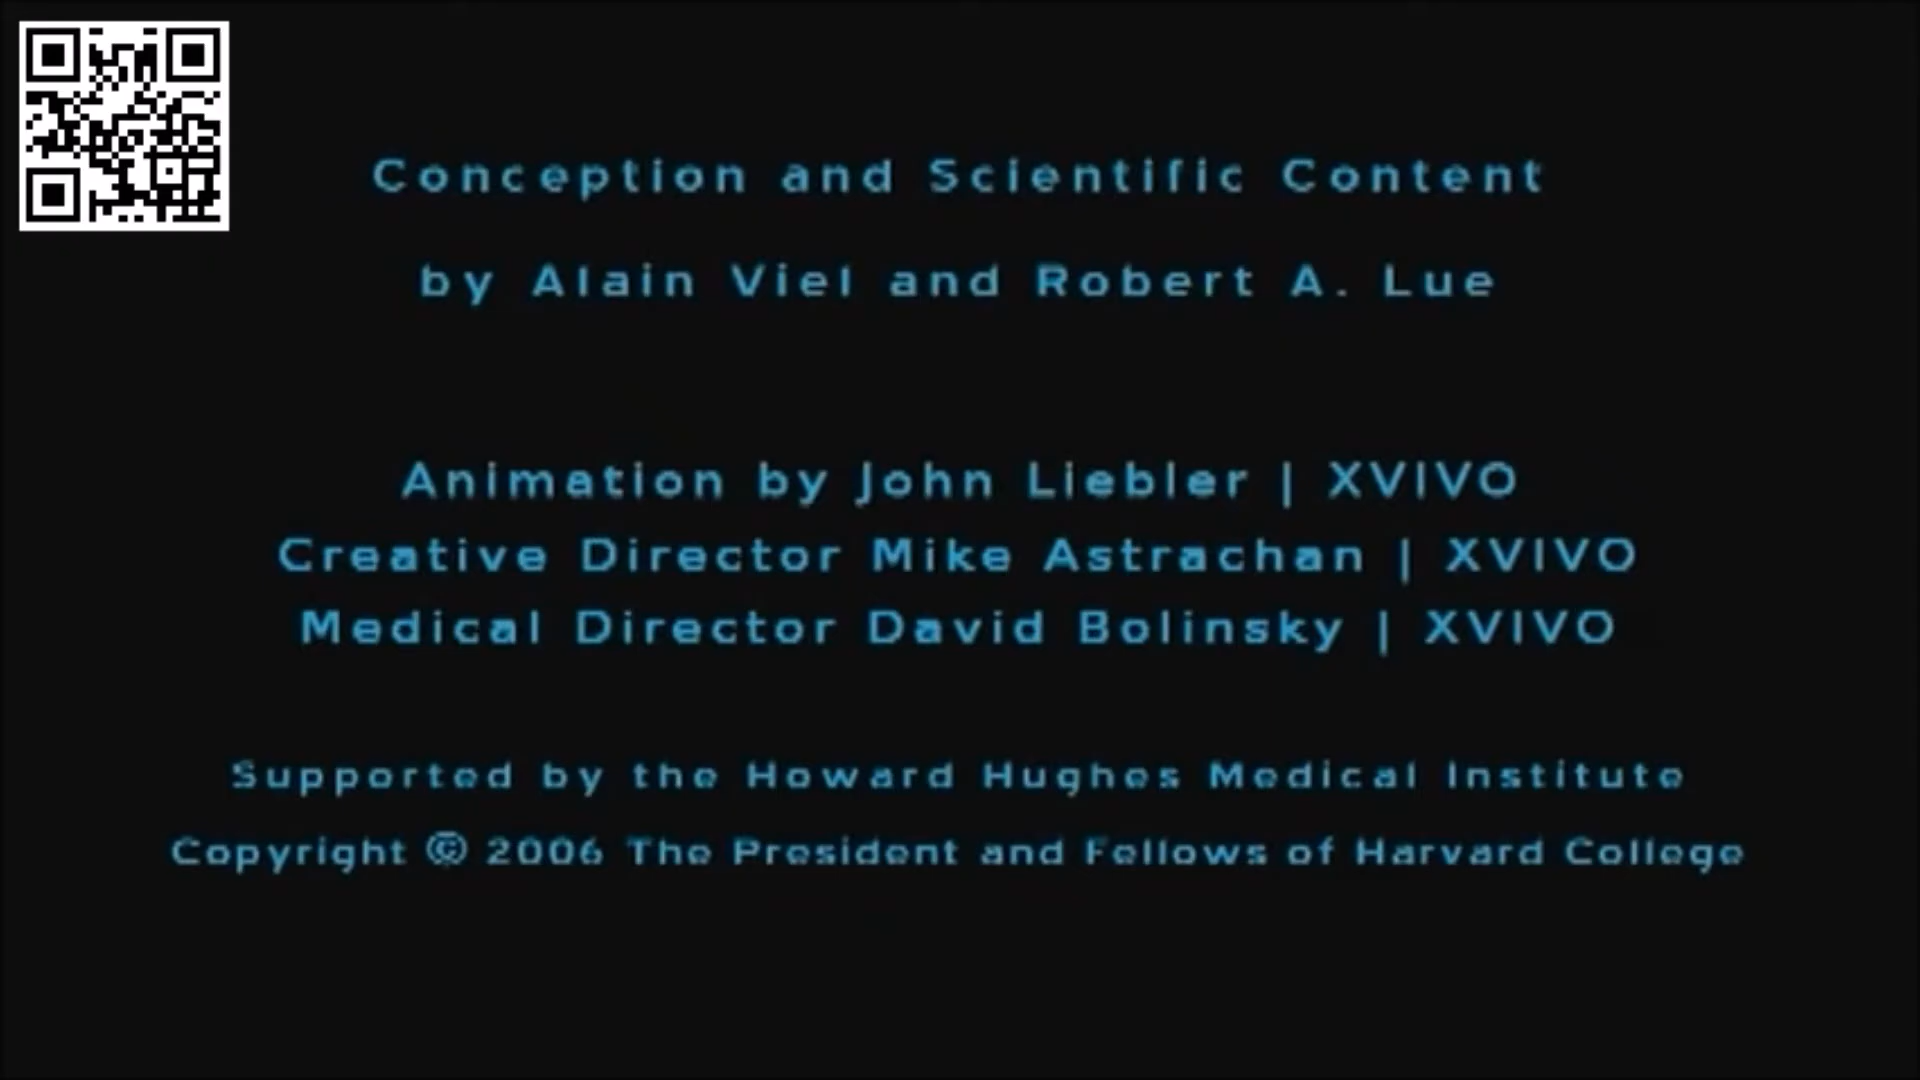 Conception and Scientific Content
by Alain Viel and Robert A. Lue
Animation by John Liebler | XVIVO
Creative Director Mike Astrachan | XVIVO
Medical Director David Bolinsky | XVIVO
Supported by the Howard Hughes Medical Institute
Copyright © 2006 The President and Fellows of Harvard College